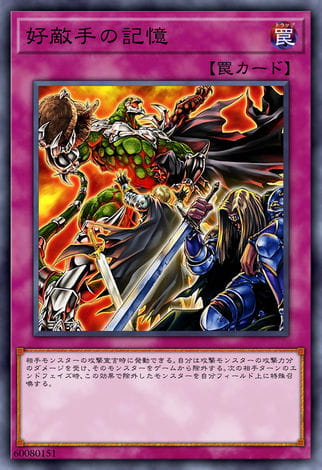 好敵手の記憶
トラップ
罠
【罠カード】
相手モンスターの攻撃宣言時に発動できる。自分は攻撃モンスターの攻撃力分
のダメージを受け、そのモンスターをゲームから除外する。次の相手ターンのエ
ンドフェイズ時、この効果で除外したモンスターを自分フィールド上に特殊召
喚する。
60080151